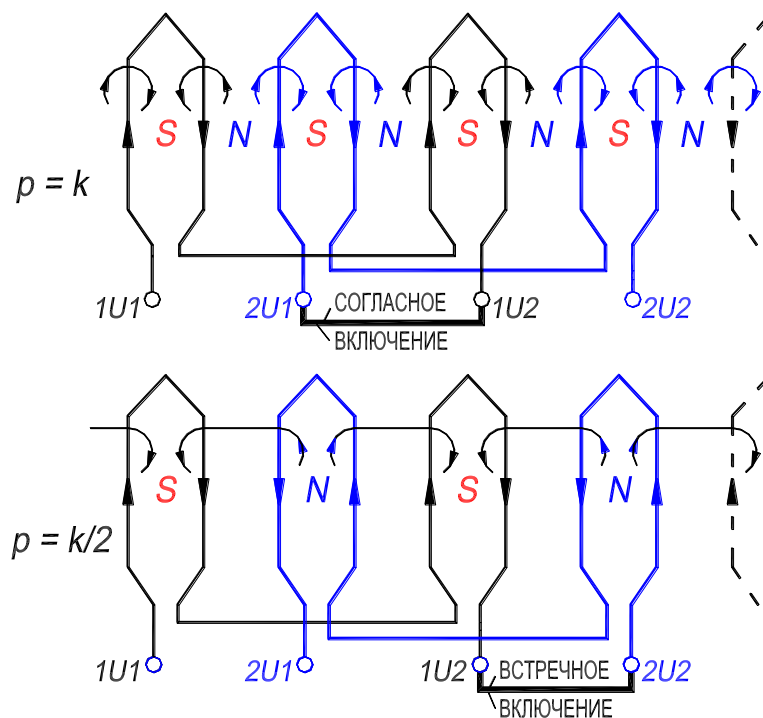 S N S N S N S N
p = k
1U1 2U1 СОГЛАСНОЕ 1U2 2U2
ВКЛЮЧЕНИЕ
S N S N
p = k/2
1U1 2U1 1U2 ВСТРЕЧНОЕ 2U2
ВКЛЮЧЕНИЕ